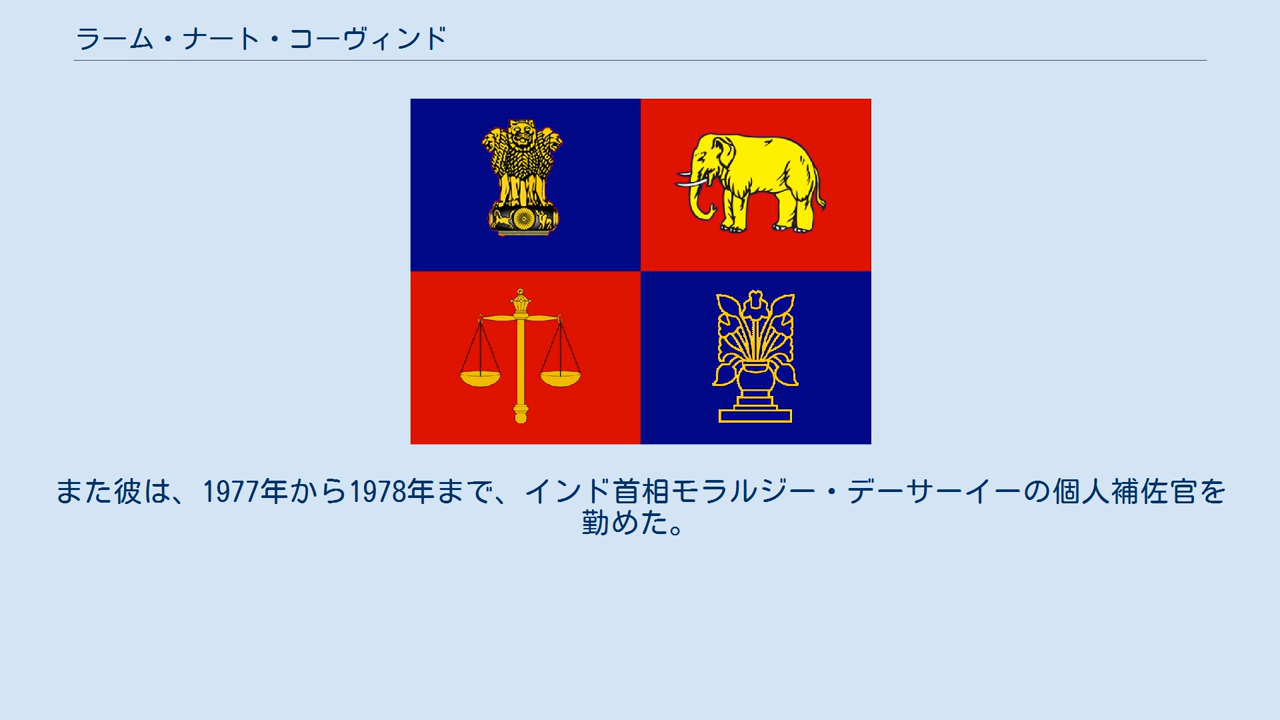 ラーム・ナート・コーヴィンド
また彼は、1977年から1978年まで、インド首相モラルジー・デーサーイーの個人補佐官を
勤めた。